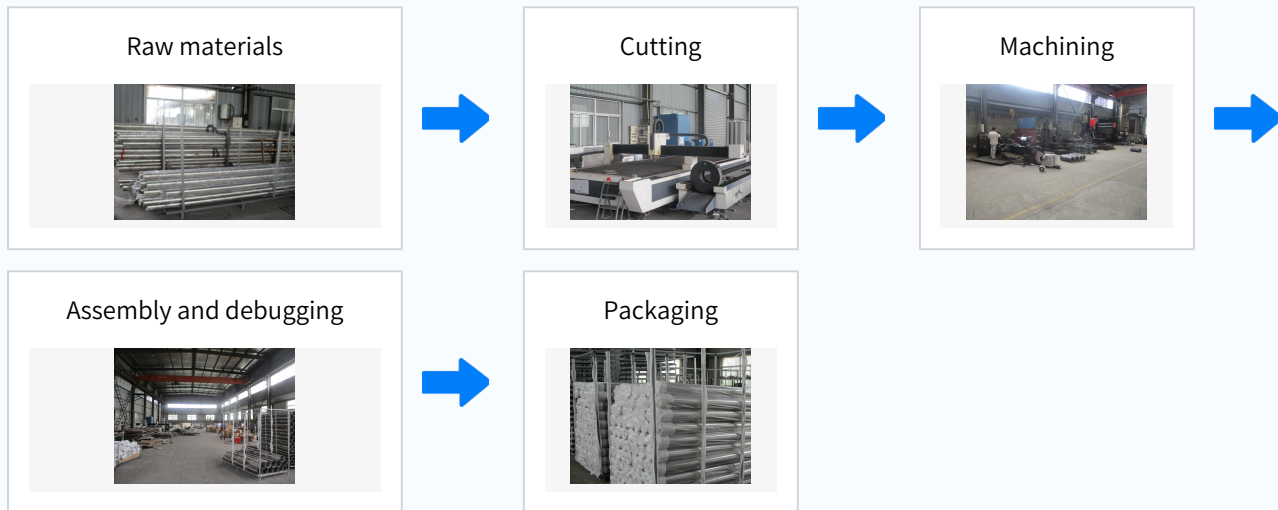 Raw materials
Cutting
Machining
Assembly and debugging
Packaging